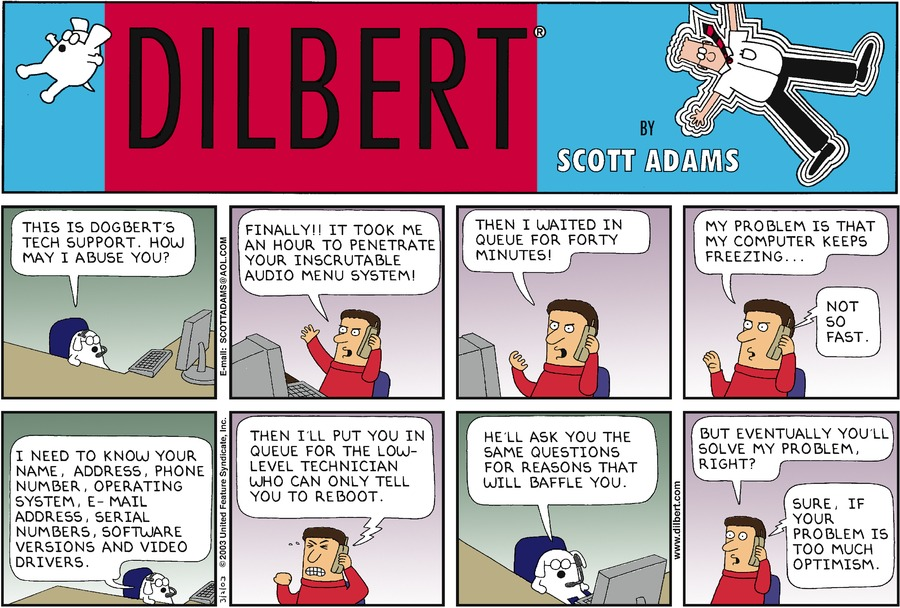 DILBERT®
BY
SCOTT ADAMS
THIS IS DOGBERT'S
TECH SUPPORT. HOW
MAY I ABUSE YOU?
E-mail: SCOTTADAMS@AOL.COM
FINALLY!! IT TOOK ME
AN HOUR TO PENETRATE
YOUR INSCRUTABLE
AUDIO MENU SYSTEM!
THEN I WAITED IN
QUEUE FOR FORTY
MINUTES!
MY PROBLEM IS THAT
MY COMPUTER KEEPS
FREEZING...
NOT
SO
FAST.
I NEED TO KNOW YOUR
NAME, ADDRESS, PHONE
NUMBER, OPERATING
SYSTEM, E-MAIL
ADDRESS, SERIAL
NUMBERS, SOFTWARE
VERSIONS AND VIDEO
DRIVERS.
3/2/03 © 2003 United Feature Syndicate, Inc.
THEN I'LL PUT YOU IN
QUEUE FOR THE LOW-
LEVEL TECHNICIAN
WHO CAN ONLY TELL
YOU TO REBOOT.
HE'LL ASK YOU THE
SAME QUESTIONS
FOR REASONS THAT
WILL BAFFLE YOU.
www.dilbert.com
BUT EVENTUALLY YOU'LL
SOLVE MY PROBLEM,
RIGHT?
SURE, IF
YOUR
PROBLEM IS
TOO MUCH
OPTIMISM.